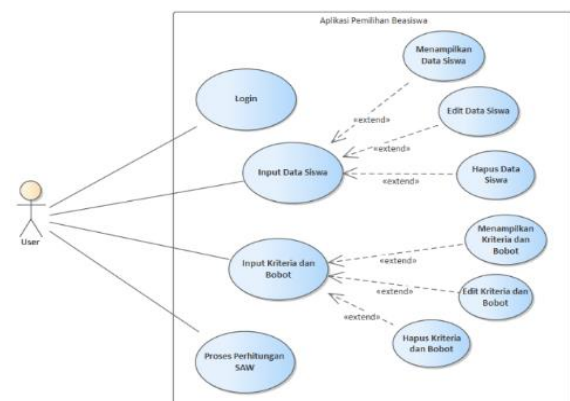 Aplikasi Pemilihan Beasiswa
Menampilkan
Data Siswa
Login
«extend»
Edit Data Siswa
«extend»
Input Data Siswa
«extend»
Hapus Data
Siswa
User
Menampilkan
Kriteria dan
Bobot
Input Kriteria dan
Bobot
«extend»
«extend»
Edit Kriteria dan
Bobot
«extend»
Hapus Kriteria
dan Bobot
Proses Perhitungan
SAW